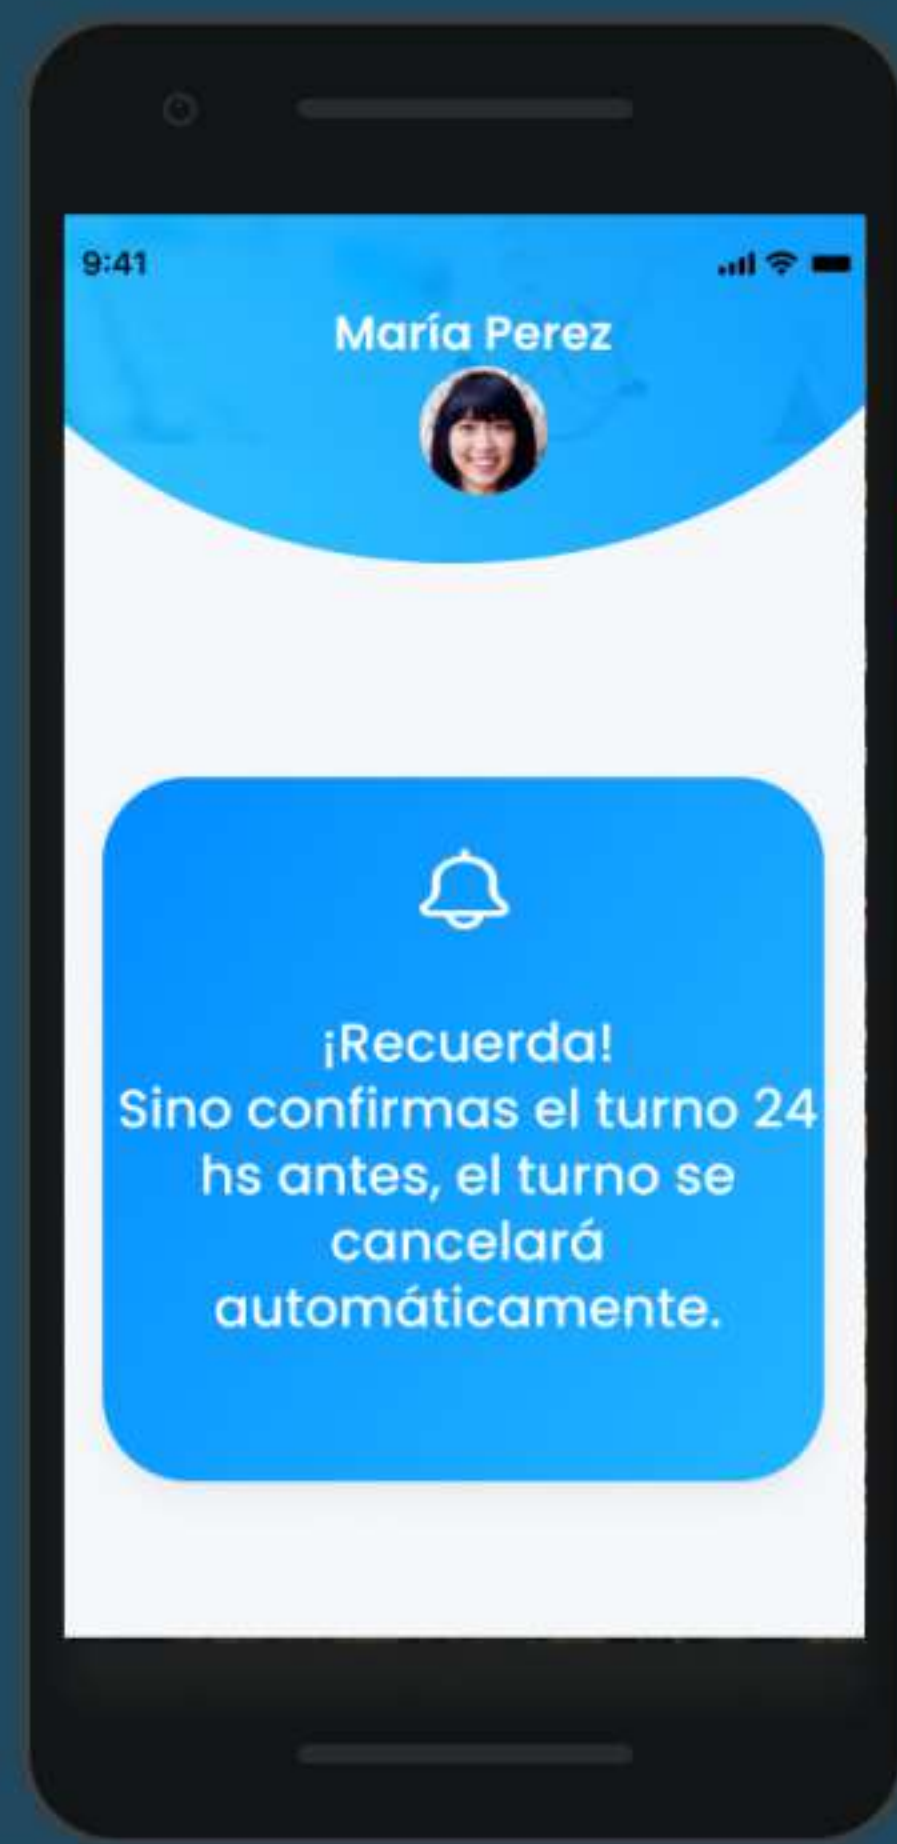 9:41
María Perez
¡Recuerda!
Sino confirmas el turno 24
hs antes, el turno se
cancelará
automáticamente.